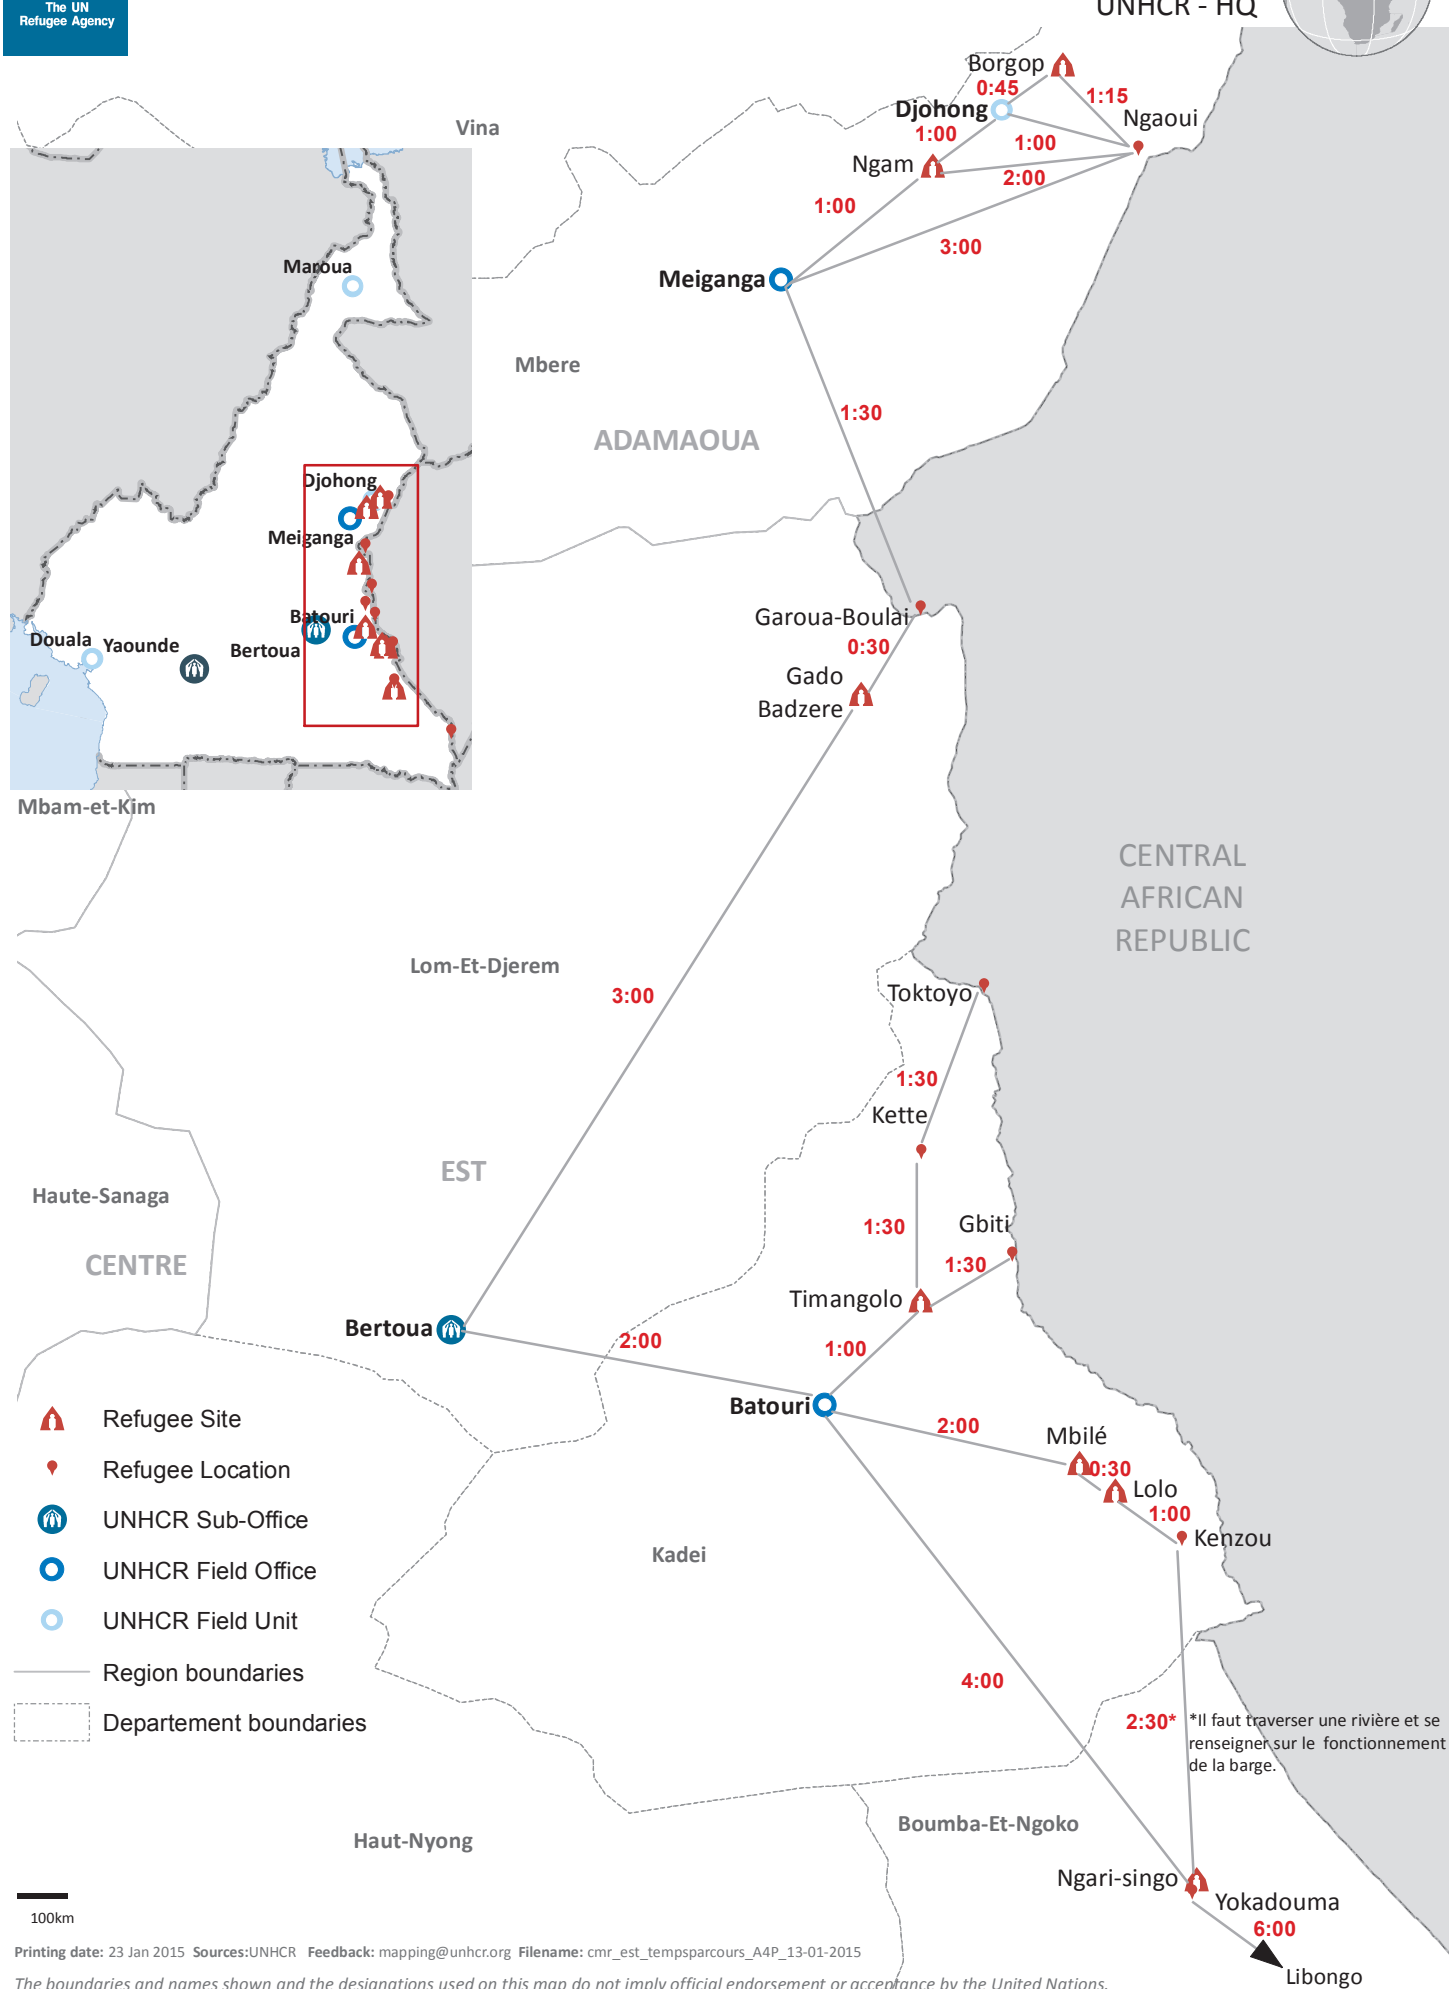 The UN
Refugee Agency
UNHCR - HQ
Borgop
0:45
1:15
Djohong
Ngaoui
Vina
1:00
1:00
Ngam
2:00
1:00
3:00
Maroua
Meiganga
Mbere
1:30
ADAMAOUA
Djohong
Meiganga
Batouri
Douala
Yaounde
Bertoua
Garoua-Boulai
0:30
Gado
Badzere
Mbam-et-Kim
CENTRAL
AFRICAN
REPUBLIC
Lom-Et-Djerem
3:00
Toktoyo
1:30
Kette
EST
Haute-Sanaga
1:30
Gbiti
CENTRE
1:30
Timangolo
Bertoua
2:00
1:00
Batouri
2:00
Mbilé
0:30
Lolo
1:00
Kenzou
Refugee Site
Refugee Location
UNHCR Sub-Office
UNHCR Field Office
UNHCR Field Unit
Region boundaries
Departement boundaries
Kadei
4:00
2:30*
*Il faut traverser une rivière et se
renseigner sur le fonctionnement
de la barge.
Haut-Nyong
Boumba-Et-Ngoko
Ngari-singo
Yokadouma
6:00
Libongo
100km
Printing date: 23 Jan 2015 Sources:UNHCR Feedback: mapping@unhcr.org Filename: cmr_est_tempsparcours_A4P_13-01-2015
The boundaries and names shown and the designations used on this map do not imply official endorsement or acceptance by the United Nations.